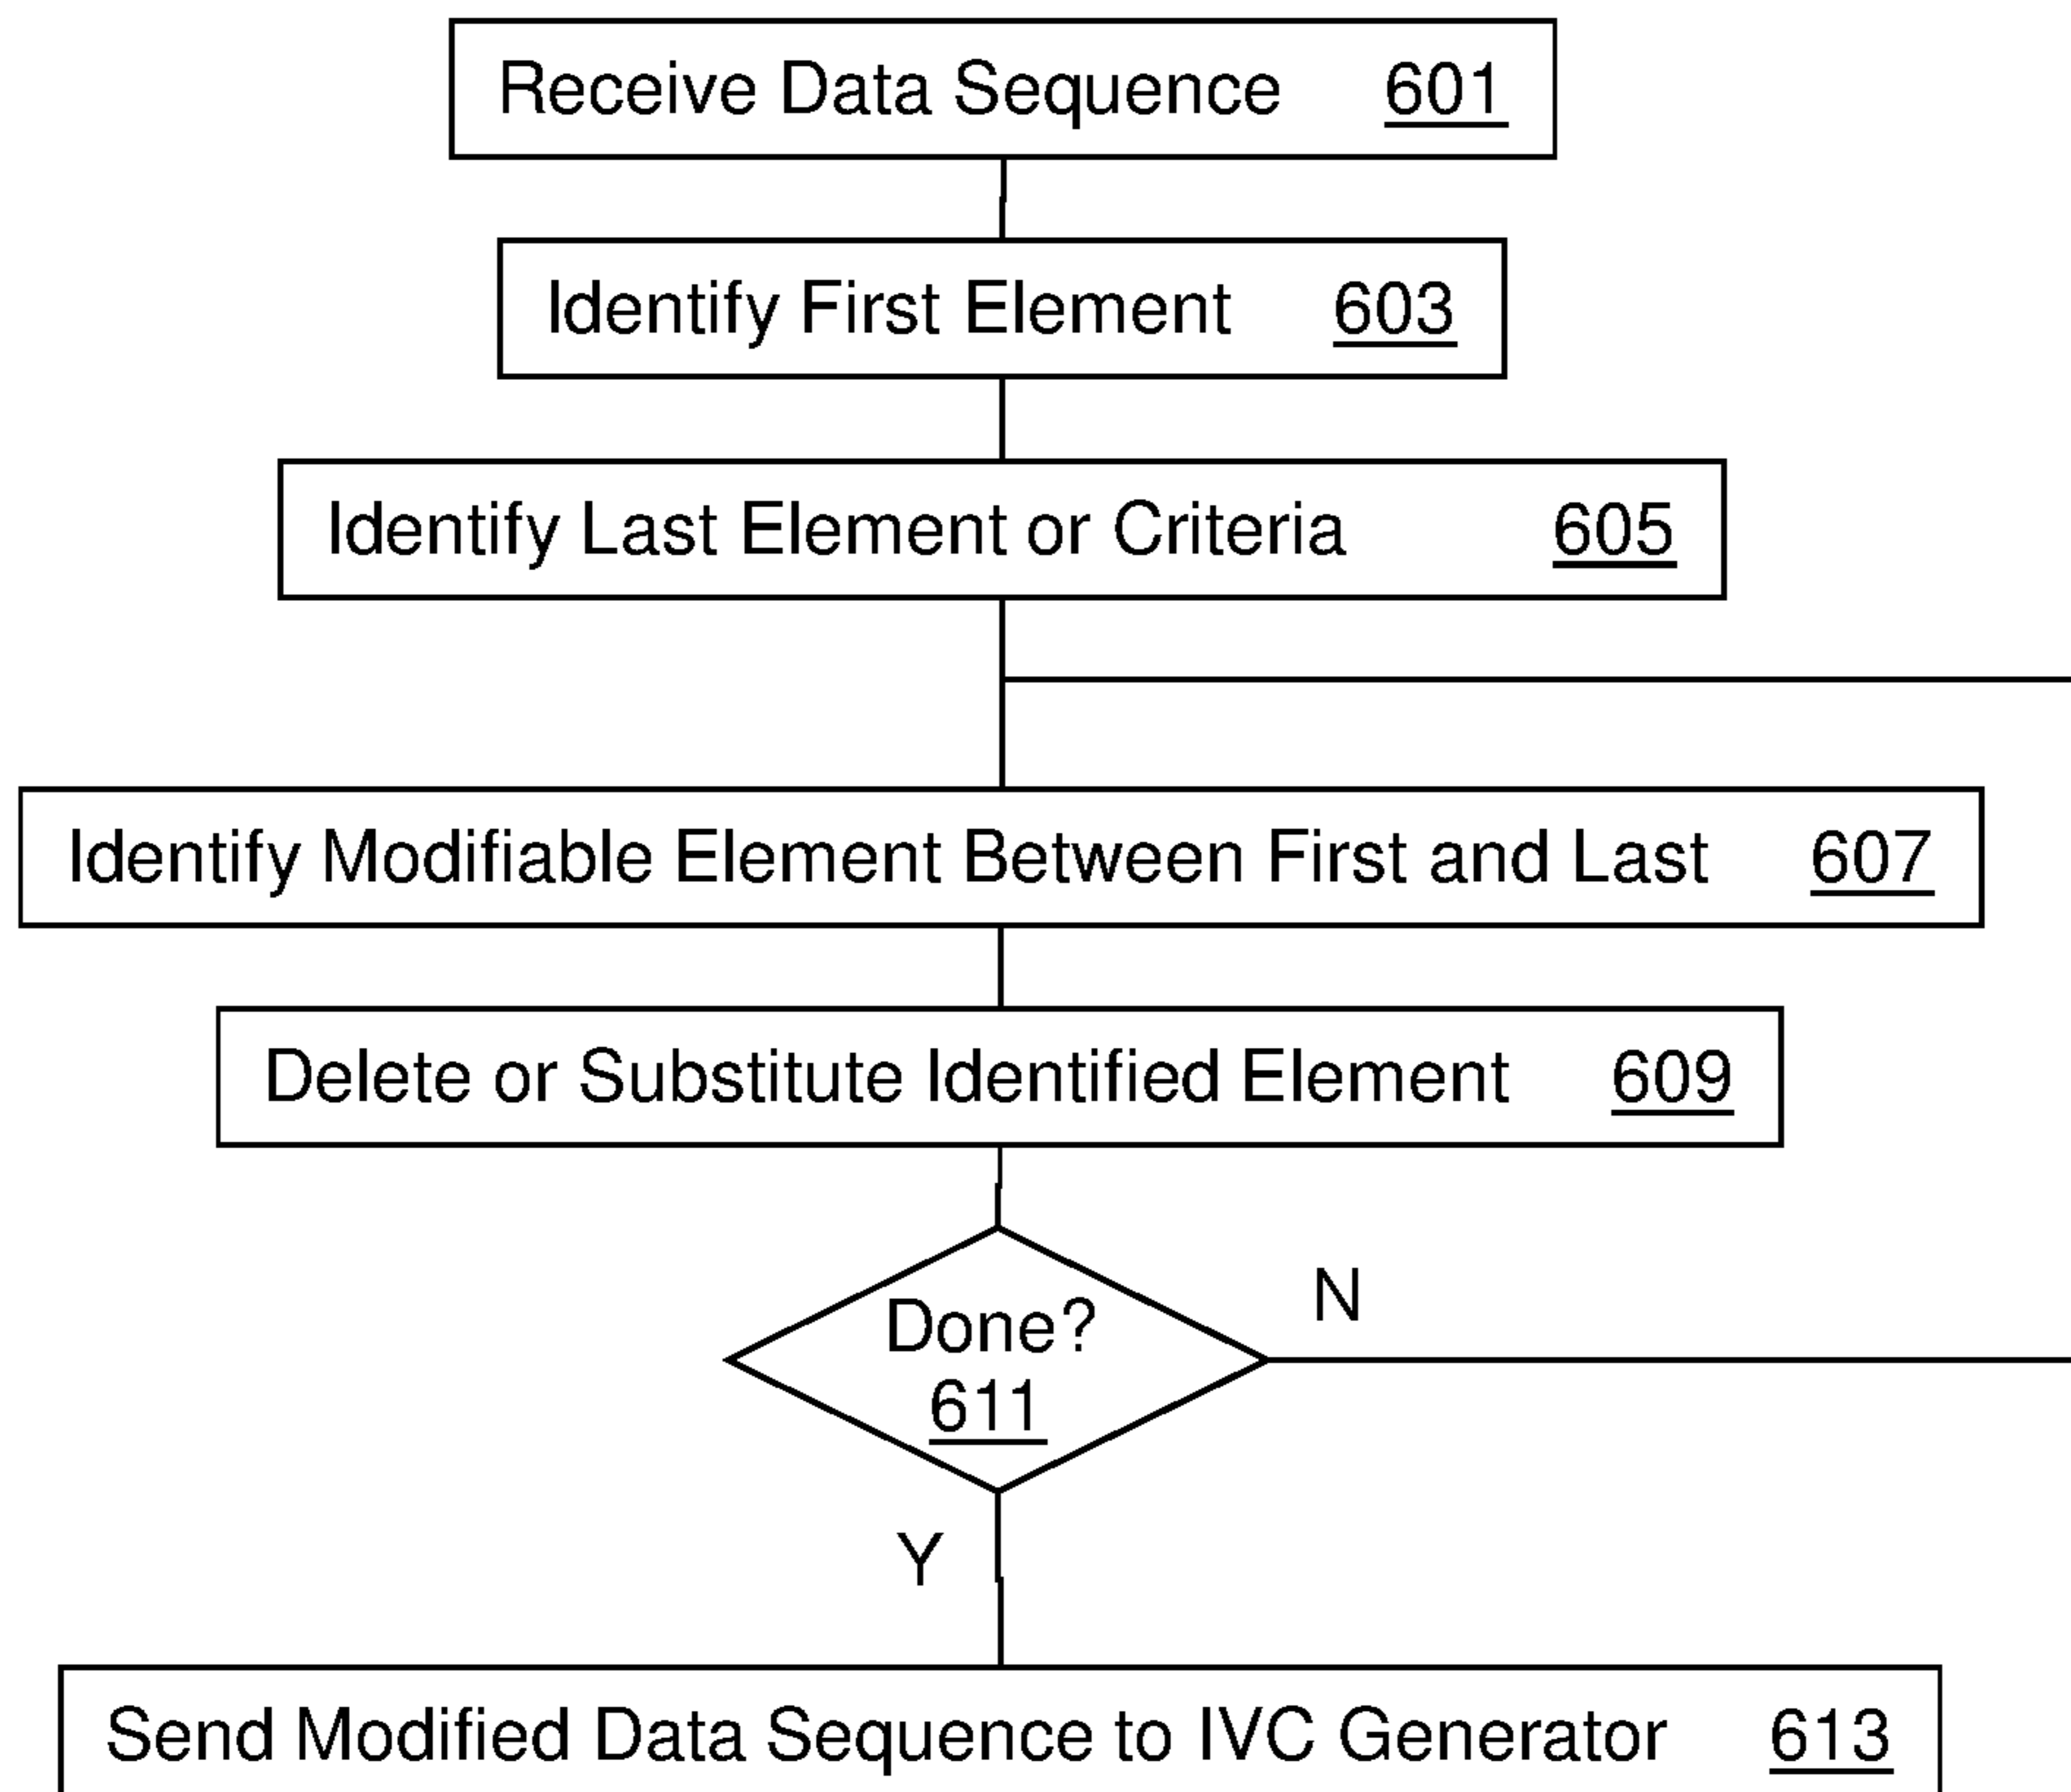 Receive Data Sequence 601
Identify First Element 603
Identify Last Element or Criteria 605
Identify Modifiable Element Between First and Last 607
Delete or Substitute Identified Element 609
Done?
N
611
Y
Send Modified Data Sequence to IVC Generator 613